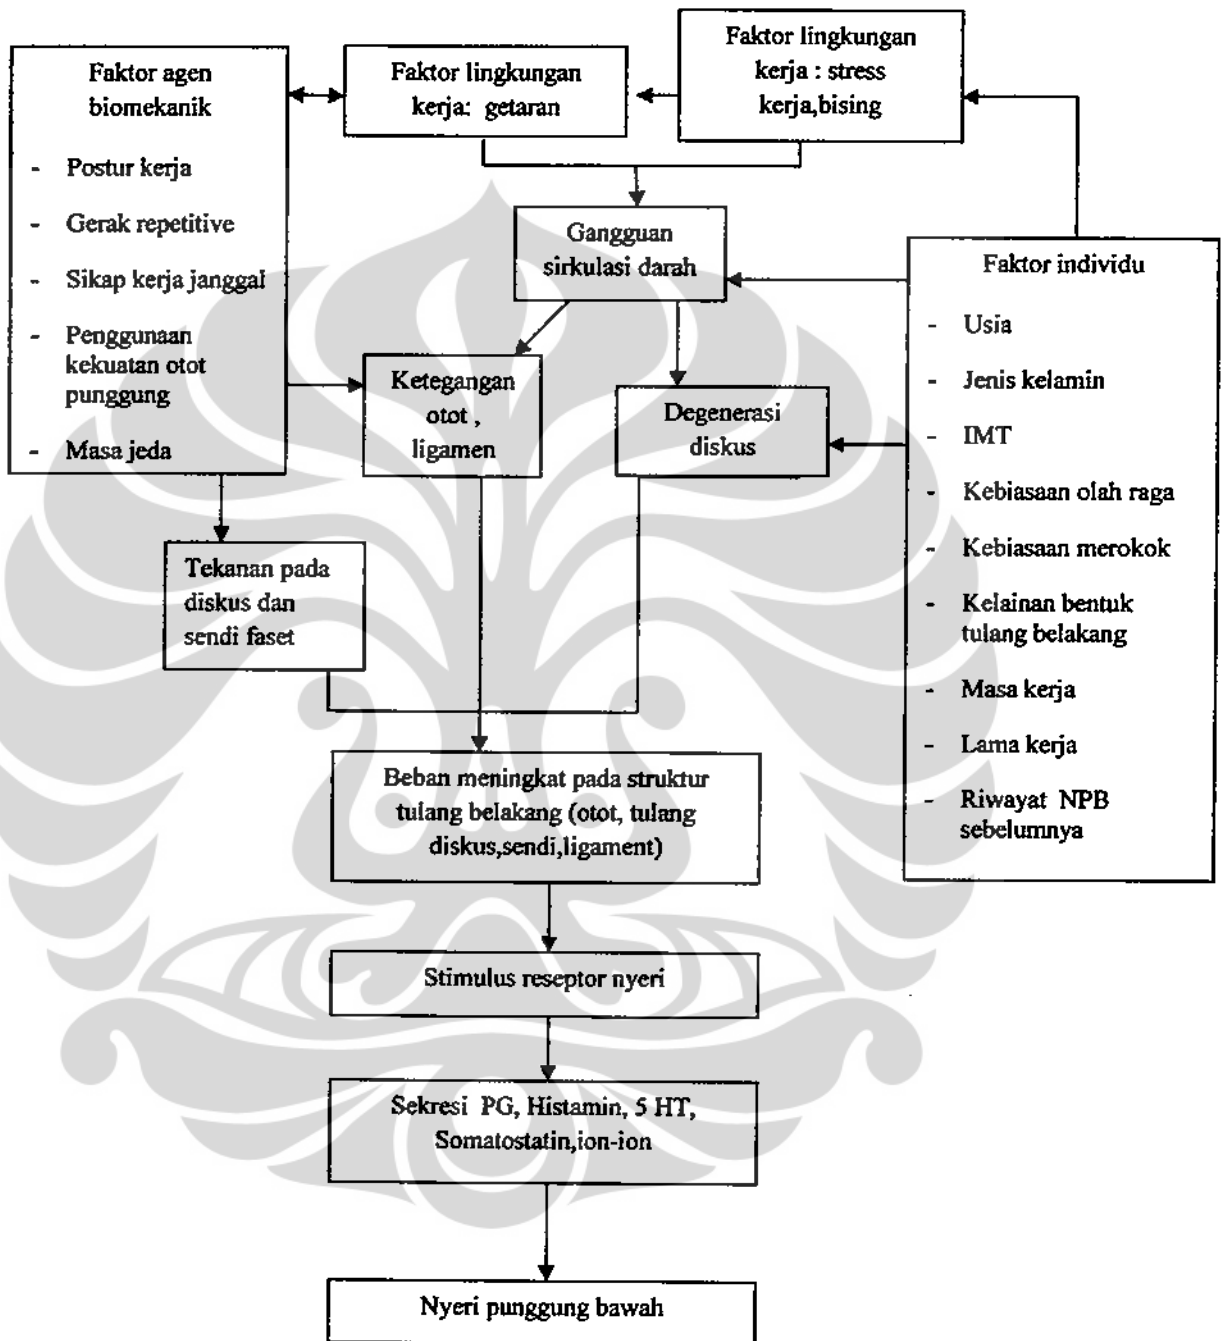 Faktor agen
biomekanik
- Postur kerja
- Gerak repetitive
- Sikap kerja janggal
- Penggunaan
kekuatan otot
punggung
- Masa jeda
Faktor lingkungan
kerja: getaran
Faktor lingkungan
kerja : stress
kerja,bising
Gangguan
sirkulasi darah
Faktor individu
- Usia
- Jenis kelamin
- IMT
- Kebiasaan olah raga
- Kebiasaan merokok
- Kelainan bentuk
tulang belakang
- Masa kerja
- Lama kerja
- Riwayat NPB
sebelumnya
Ketegangan
otot ,
ligamen
Degenerasi
diskus
Tekanan pada
diskus dan
sendi faset
Beban meningkat pada struktur
tulang belakang (otot, tulang
diskus,sendi,ligament)
Stimulus reseptor nyeri
Sekresi PG, Histamin, 5 HT,
Somatostatin,ion-ion
Nyeri punggung bawah